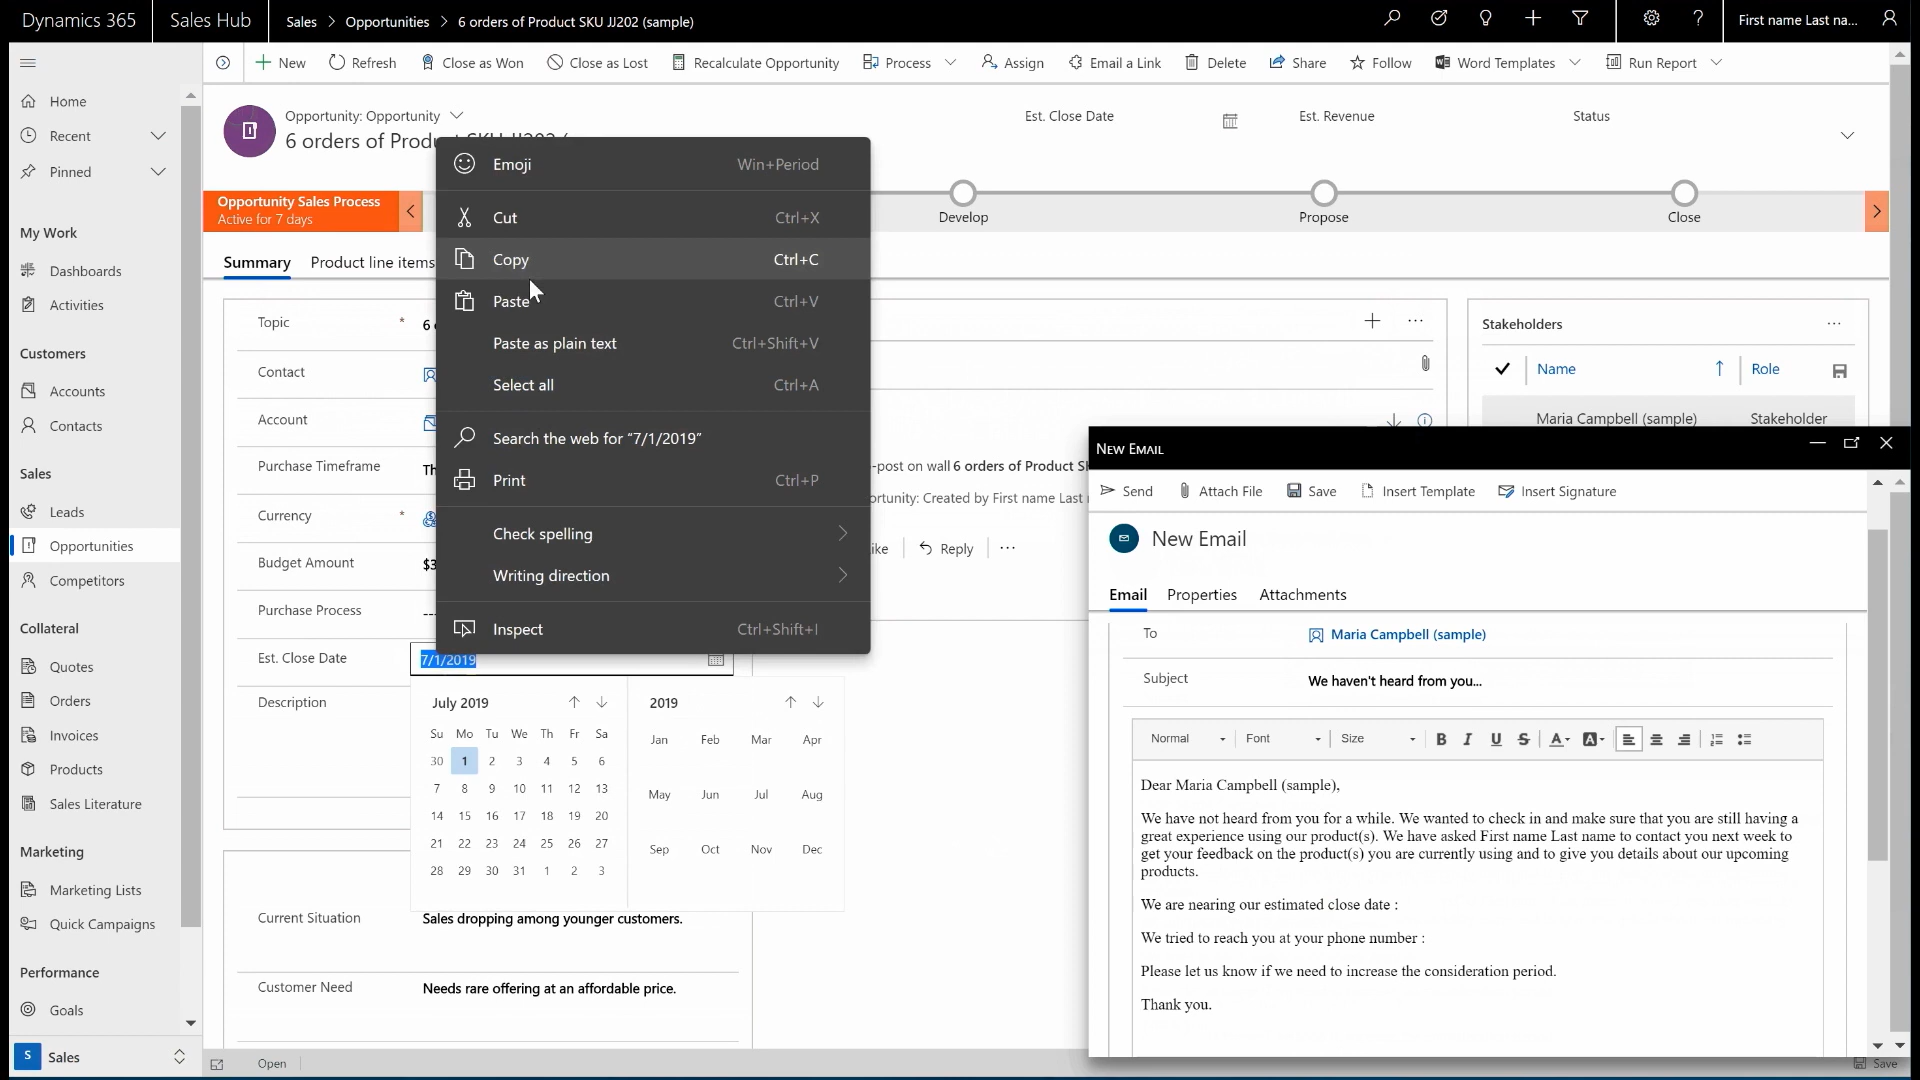 Dynamics 365
Sales Hub
Sales > Opportunities > 6 orders of Product SKU JJ202 (sample)
First name Last na...
New
Refresh
Close as Won
Close as Lost
Recalculate Opportunity
Process
Assign
Email a Link
Delete
Share
Follow
Word Templates
Run Report
Home
Recent
Pinned
My Work
Dashboards
Activities
Customers
Accounts
Contacts
Sales
Leads
Opportunities
Competitors
Collateral
Quotes
Orders
Invoices
Products
Sales Literature
Marketing
Marketing Lists
Quick Campaigns
Performance
Goals
S Sales
Opportunity: Opportunity
6 orders of
Est. Close Date
Est. Revenue
Status
Opportunity Sales Process
Active for 7 days
Develop
Propose
Close
Summary
Product line items
Topic *
6
Contact
Account
Purchase Timeframe
Currency *
Budget Amount
$3
Purchase Process
---
Est. Close Date
7/1/2019
Description
Emoji Win+Period
Cut Ctrl+X
Copy Ctrl+C
Paste Ctrl+V
Paste as plain text Ctrl+Shift+V
Select all Ctrl+A
Search the web for “7/1/2019”
Print Ctrl+P
Check spelling
Writing direction
Inspect Ctrl+Shift+I
July 2019
Su Mo Tu We Th Fr Sa
30 1 2 3 4 5 6
7 8 9 10 11 12 13
14 15 16 17 18 19 20
21 22 23 24 25 26 27
28 29 30 31 1 2 3
2019
Jan Feb Mar Apr
May Jun Jul Aug
Sep Oct Nov Dec
Current Situation
Sales dropping among younger customers.
Customer Need
Needs rare offering at an affordable price.
-post on wall 6 orders of Product
Created by First name Last
Reply
Stakeholders
Name
Role
Maria Campbell (sample)
Stakeholder
New Email
Send
Attach File
Save
Insert Template
Insert Signature
New Email
Email
Properties
Attachments
To
Maria Campbell (sample)
Subject
We haven't heard from you...
Normal
Font
Size
B I U S A A
Dear Maria Campbell (sample),
We have not heard from you for a while. We wanted to check in and make sure that you are still having a
great experience using our product(s). We have asked First name Last name to contact you next week to
get your feedback on the product(s) you are currently using and to give you details about our upcoming
products.
We are nearing our estimated close date :
We tried to reach you at your phone number :
Please let us know if we need to increase the consideration period.
Thank you.
Open
Save